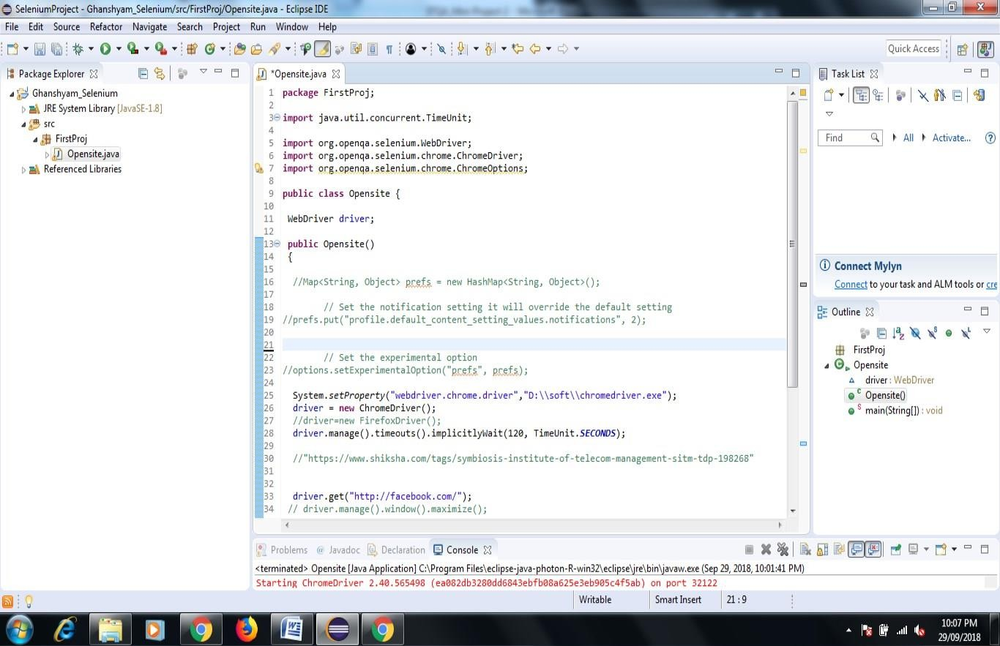 SeleniumProject - Ghanshyam_Selenium/src/FirstProj/Opensite.java - Eclipse IDE
File Edit Source Refactor Navigate Search Project Run Window Help
Quick Access
Package Explorer
Ghanshyam_Selenium
JRE System Library [JavaSE-1.8]
src
FirstProj
Opensite.java
Referenced Libraries
*Opensite.java
1 package FirstProj;
2
3 import java.util.concurrent.TimeUnit;
4
5 import org.openqa.selenium.WebDriver;
6 import org.openqa.selenium.chrome.ChromeDriver;
7 import org.openqa.selenium.chrome.ChromeOptions;
8
9 public class Opensite {
10
11 WebDriver driver;
12
13 public Opensite()
14 {
15
16 //Map<String, Object> prefs = new HashMap<String, Object>();
17
18 // Set the notification setting it will override the default setting
19 //prefs.put("profile.default_content_setting_values.notifications", 2);
20
21
22 // Set the experimental option
23 //options.setExperimentalOption("prefs", prefs);
24
25 System.setProperty("webdriver.chrome.driver","D:\\soft\\chromedriver.exe");
26 driver = new ChromeDriver();
27 //driver=new FirefoxDriver();
28 driver.manage().timeouts().implicitlyWait(120, TimeUnit.SECONDS);
29
30 //"https://www.shiksha.com/tags/symbiosis-institute-of-telecom-management-sitm-tdp-198268"
31
32
33 driver.get("http://facebook.com/");
34 // driver.manage().window().maximize();
Task List
Find All Activate...
Connect Mylyn
Connect to your task and ALM tools or cre
Outline
FirstProj
Opensite
driver : WebDriver
Opensite()
main(String[]) : void
Problems @ Javadoc Declaration Console
<terminated> Opensite [Java Application] C:\Program Files\eclipse-java-photon-R-win32\eclipse\jre\bin\javaw.exe (Sep 29, 2018, 10:01:41 PM)
Starting ChromeDriver 2.40.565498 (ea082db3280dd6843ebfb08a625e3eb905c4f5ab) on port 32122
Writable Smart Insert 21 : 9
10:07 PM
29/09/2018